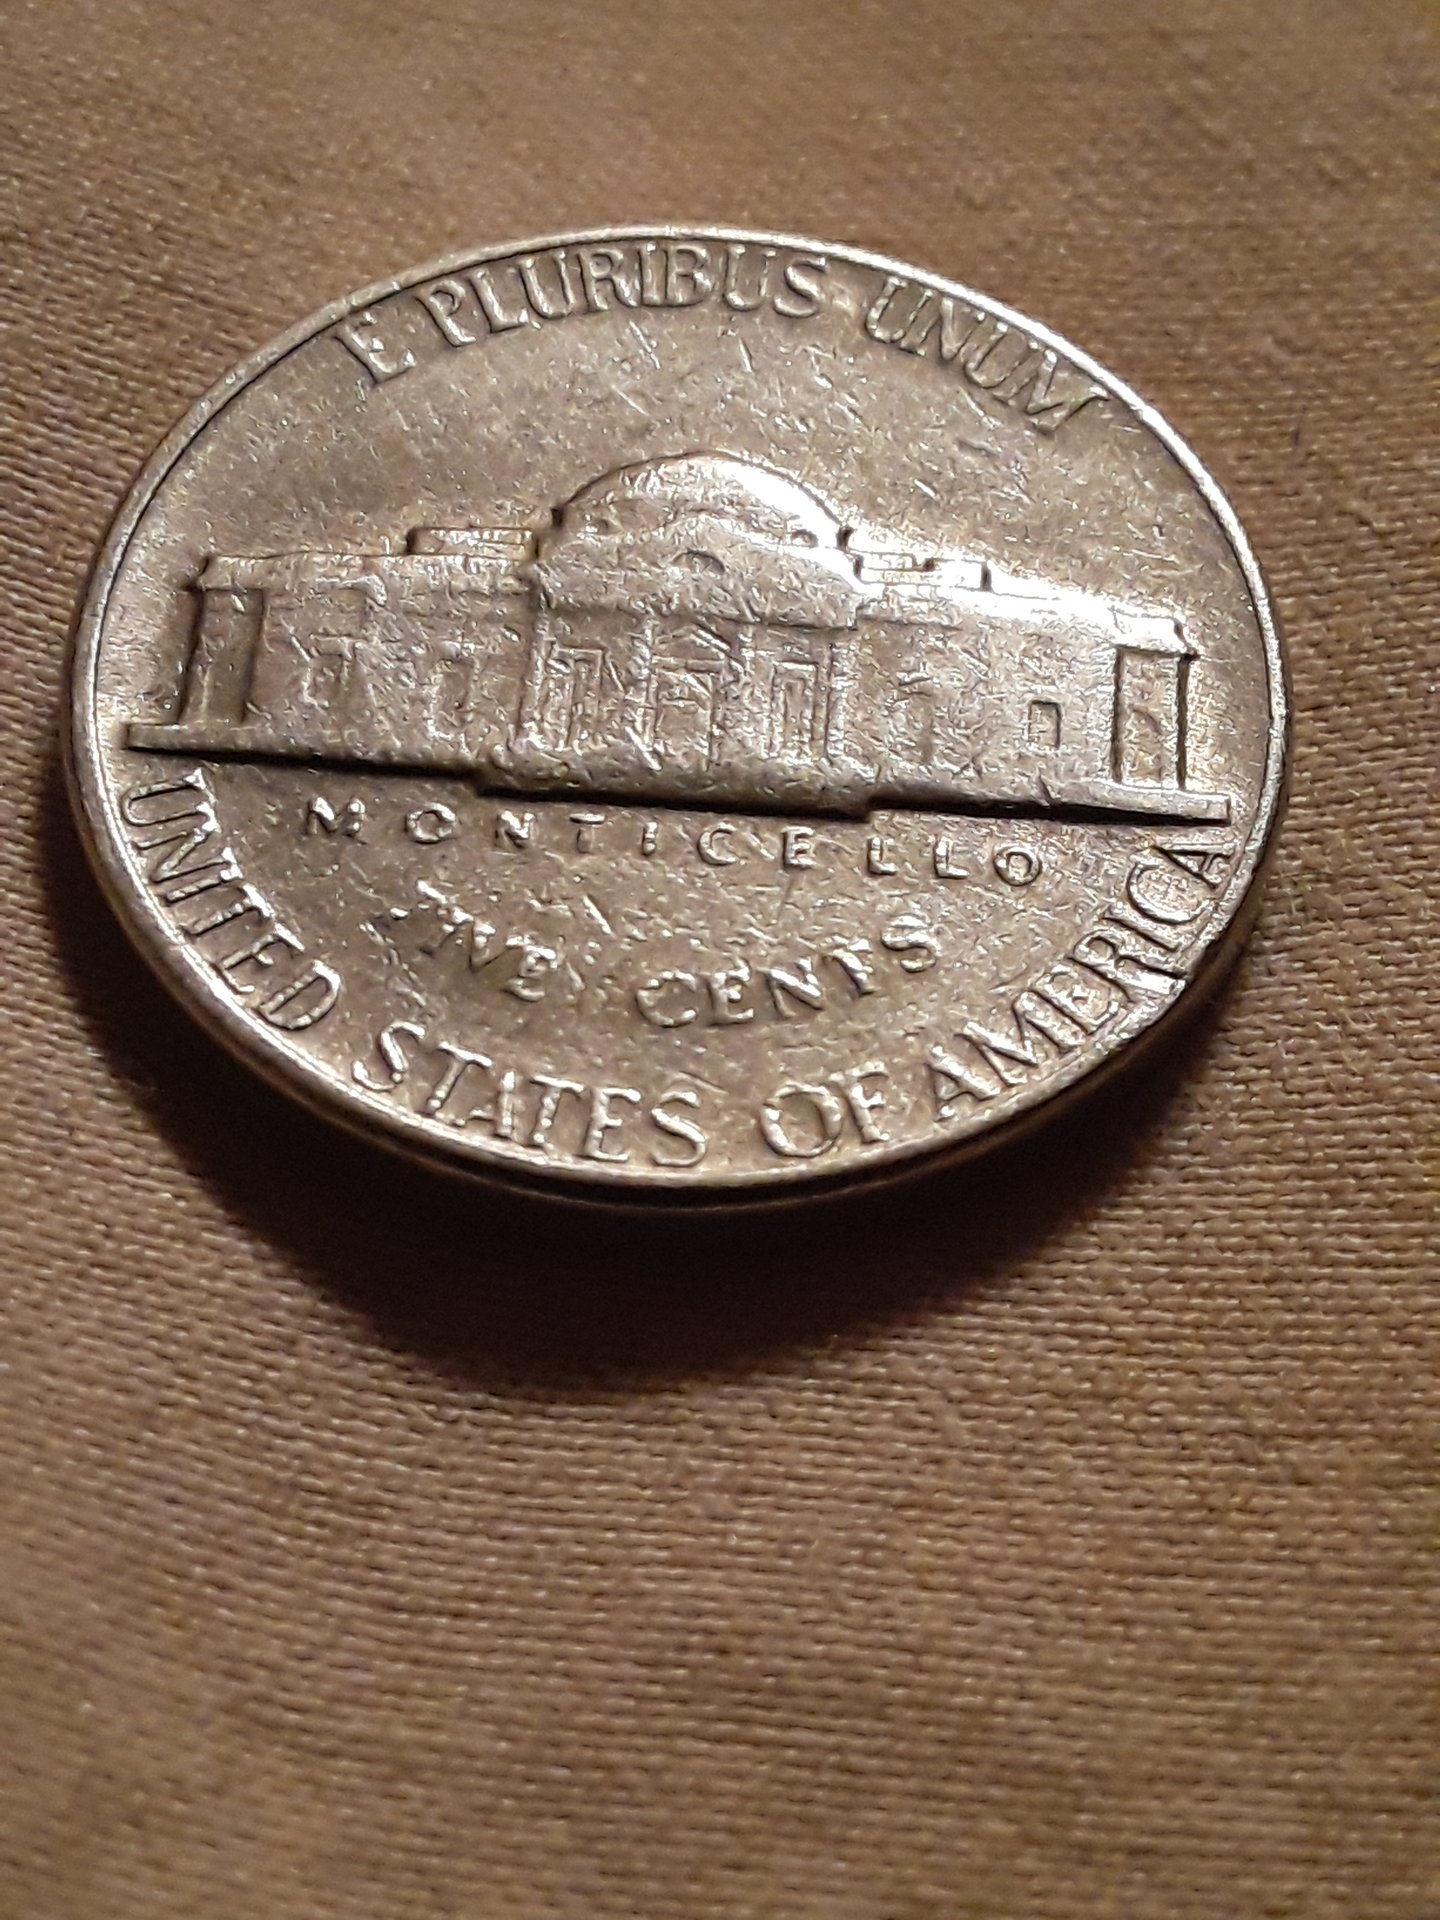 E PLURIBUS UNUM
MONTICELLO
FIVE CENTS
UNITED STATES OF AMERICA